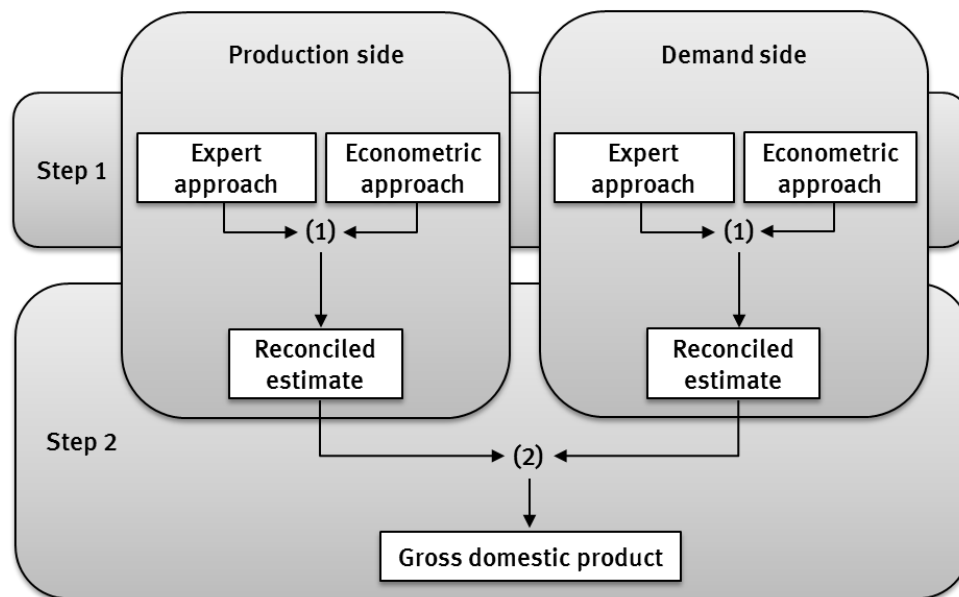 Production side
Demand side
Step 1
Expert
approach
Econometric
approach
Expert
approach
Econometric
approach
(1)
(1)
Reconciled
estimate
Reconciled
estimate
Step 2
(2)
Gross domestic product